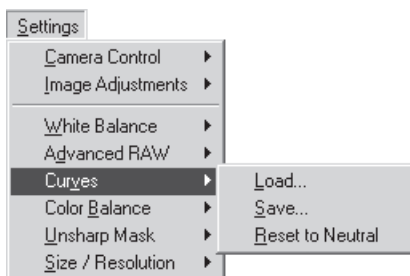 Settings
Camera Control
Image Adjustments
White Balance
Advanced RAW
Curves
Load...
Color Balance
Save...
Unsharp Mask
Reset to Neutral
Size / Resolution